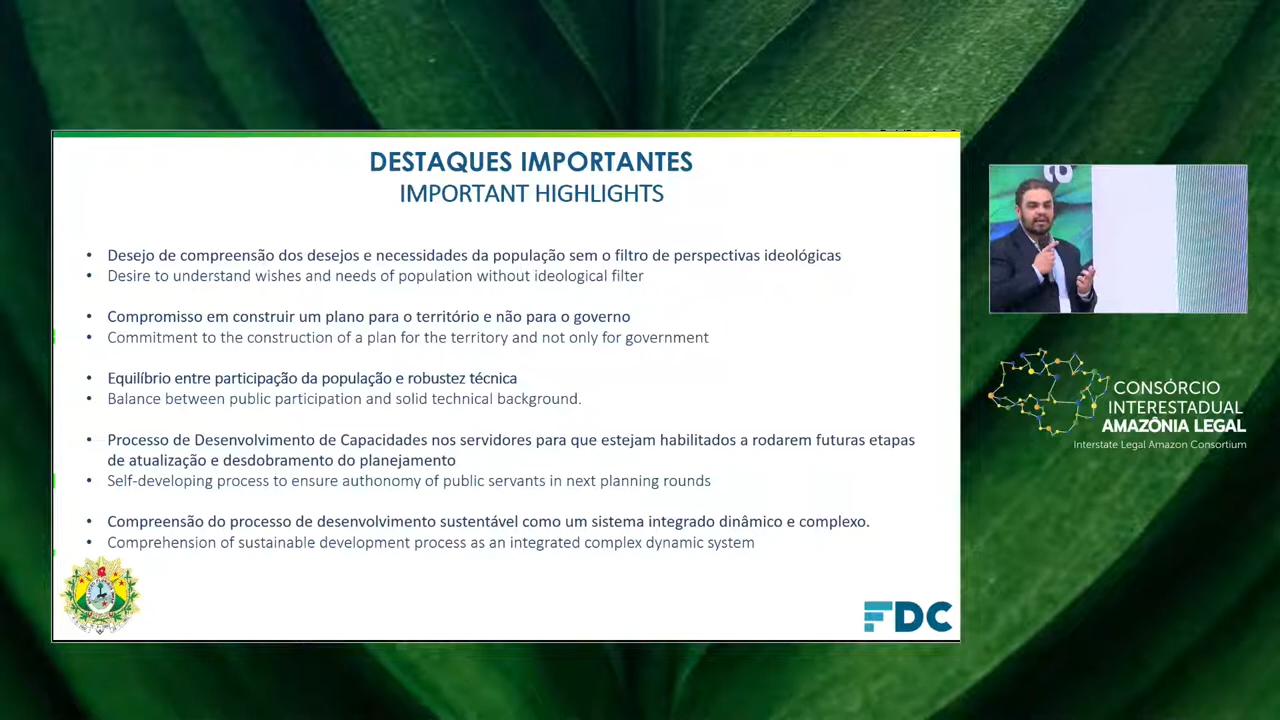 DESTAQUES IMPORTANTES
IMPORTANT HIGHLIGHTS
• Desejo de compreensão dos desejos e necessidades da população sem o filtro de perspectivas ideológicas
• Desire to understand wishes and needs of population without ideological filter
• Compromisso em construir um plano para o território e não para o governo
• Commitment to the construction of a plan for the territory and not only for government
• Equilíbrio entre participação da população e robustez técnica
• Balance between public participation and solid technical background.
• Processo de Desenvolvimento de Capacidades nos servidores para que estejam habilitados a rodarem futuras etapas
de atualização e desdobramento do planejamento
• Self-developing process to ensure authonomy of public servants in next planning rounds
• Compreensão do processo de desenvolvimento sustentável como um sistema integrado dinâmico e complexo.
• Comprehension of sustainable development process as an integrated complex dynamic system
FDC
CONSÓRCIO
INTERESTADUAL
AMAZÔNIA LEGAL
Interstate Legal Amazon Consortium